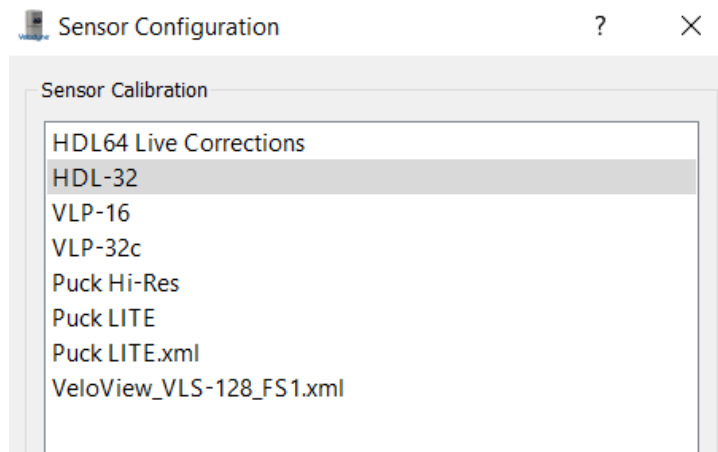 Sensor Configuration
?
Sensor Calibration
HDL64 Live Corrections
HDL-32
VLP-16
VLP-32c
Puck Hi-Res
Puck LITE
Puck LITE.xml
VeloView_VLS-128_FS1.xml